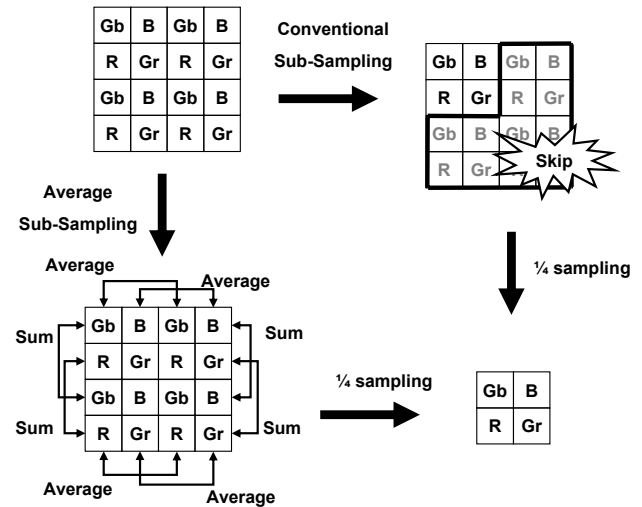 Gb B Gb B
R Gr R Gr
Gb B Gb B
R Gr R Gr
Conventional
Sub-Sampling
Gb B Gb B
R Gr R Gr
Gb B Gb B
R Gr
Skip
Average
Sub-Sampling
¼ sampling
Average
Average
Sum
Sum
Gb B Gb B
R Gr R Gr
Gb B Gb B
R Gr R Gr
Sum
Sum
Average
Average
¼ sampling
Gb B
R Gr